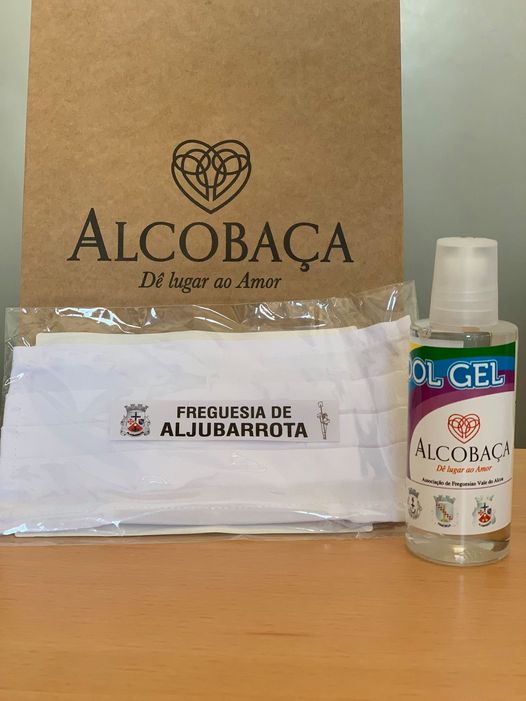 ALCOBAÇA
Dê lugar ao Amor
FREGUESIA DE
ALJUBARROTA
OL GEL
ALCOBAÇA
Dê lugar ao Amor
Associação de Freguesias Vale do Alcoa